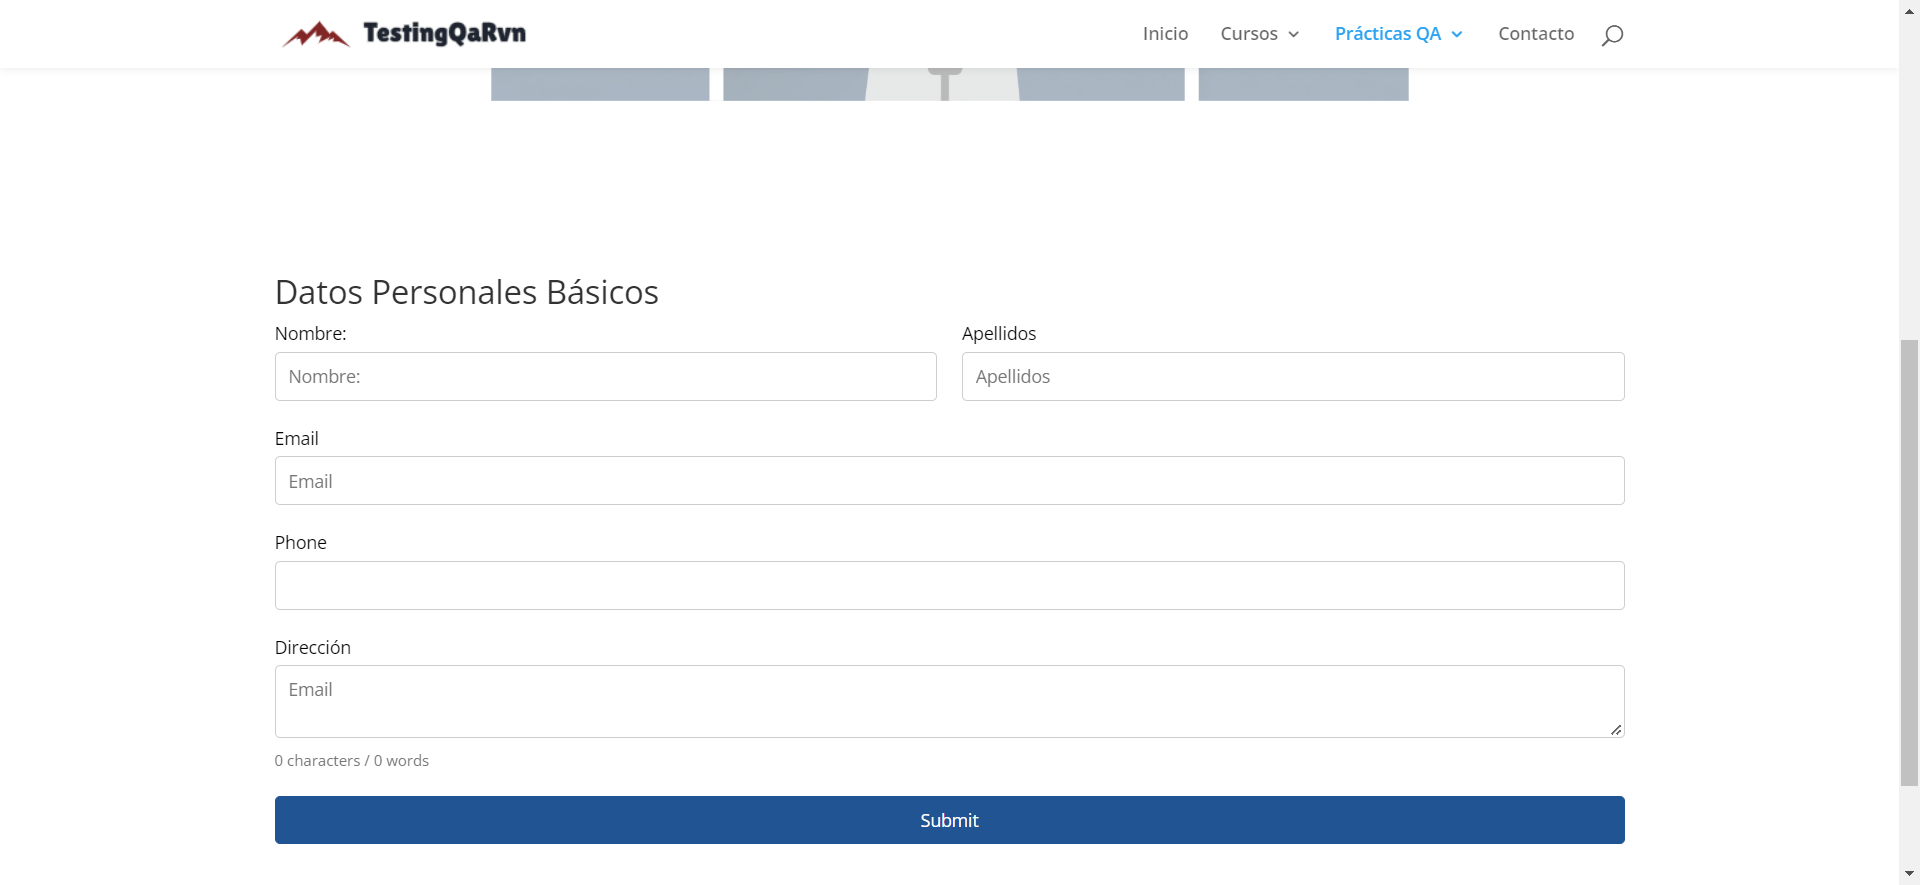 TestingQaRvn
Inicio Cursos Prácticas QA Contacto
Datos Personales Básicos
Nombre: Apellidos
Nombre: Apellidos
Email
Email
Phone
Dirección
Email
0 characters / 0 words
Submit